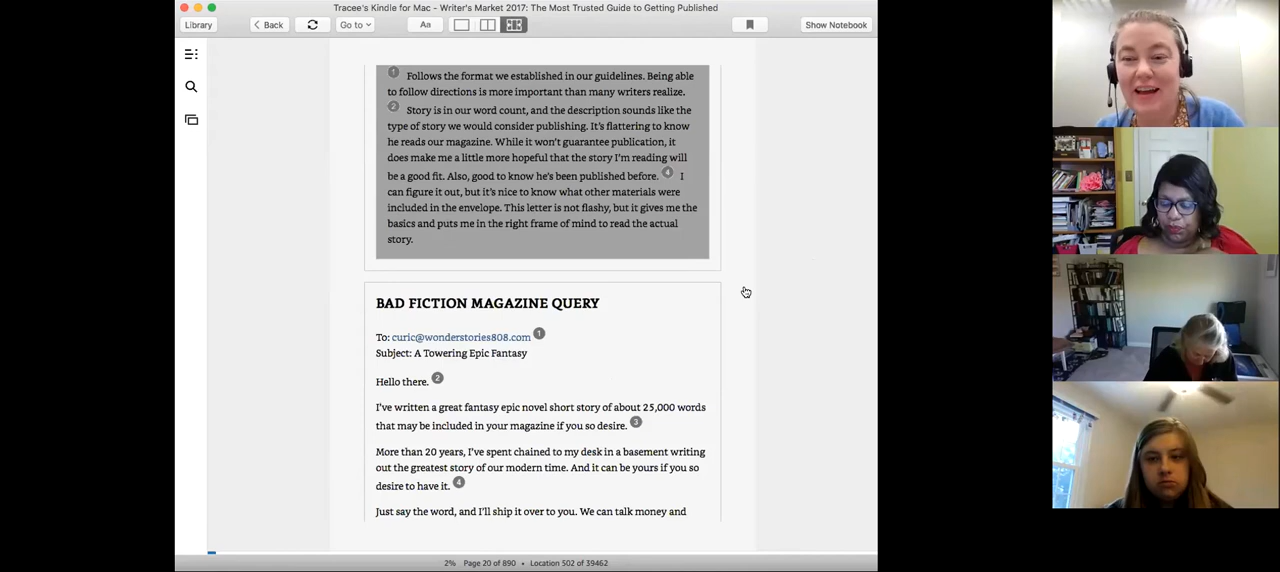 Tracee's Kindle for Mac - Writer's Market 2017: The Most Trusted Guide to Getting Published
Library
< Back
Go to
Aa
Show Notebook
1 Follows the format we established in our guidelines. Being able
to follow directions is more important than many writers realize.
2 Story is in our word count, and the description sounds like the
type of story we would consider publishing. It's flattering to know
he reads our magazine. While it won't guarantee publication, it
does make me a little more hopeful that the story I'm reading will
be a good fit. Also, good to know he's been published before. 4 I
can figure it out, but it's nice to know what other materials were
included in the envelope. This letter is not flashy, but it gives me the
basics and puts me in the right frame of mind to read the actual
story.
BAD FICTION MAGAZINE QUERY
To: curic@wonderstories808.com 1
Subject: A Towering Epic Fantasy
Hello there. 2
I've written a great fantasy epic novel short story of about 25,000 words
that may be included in your magazine if you so desire. 3
More than 20 years, I've spent chained to my desk in a basement writing
out the greatest story of our modern time. And it can be yours if you so
desire to have it. 4
Just say the word, and I'll ship it over to you. We can talk money and
2% Page 20 of 890 • Location 502 of 39462